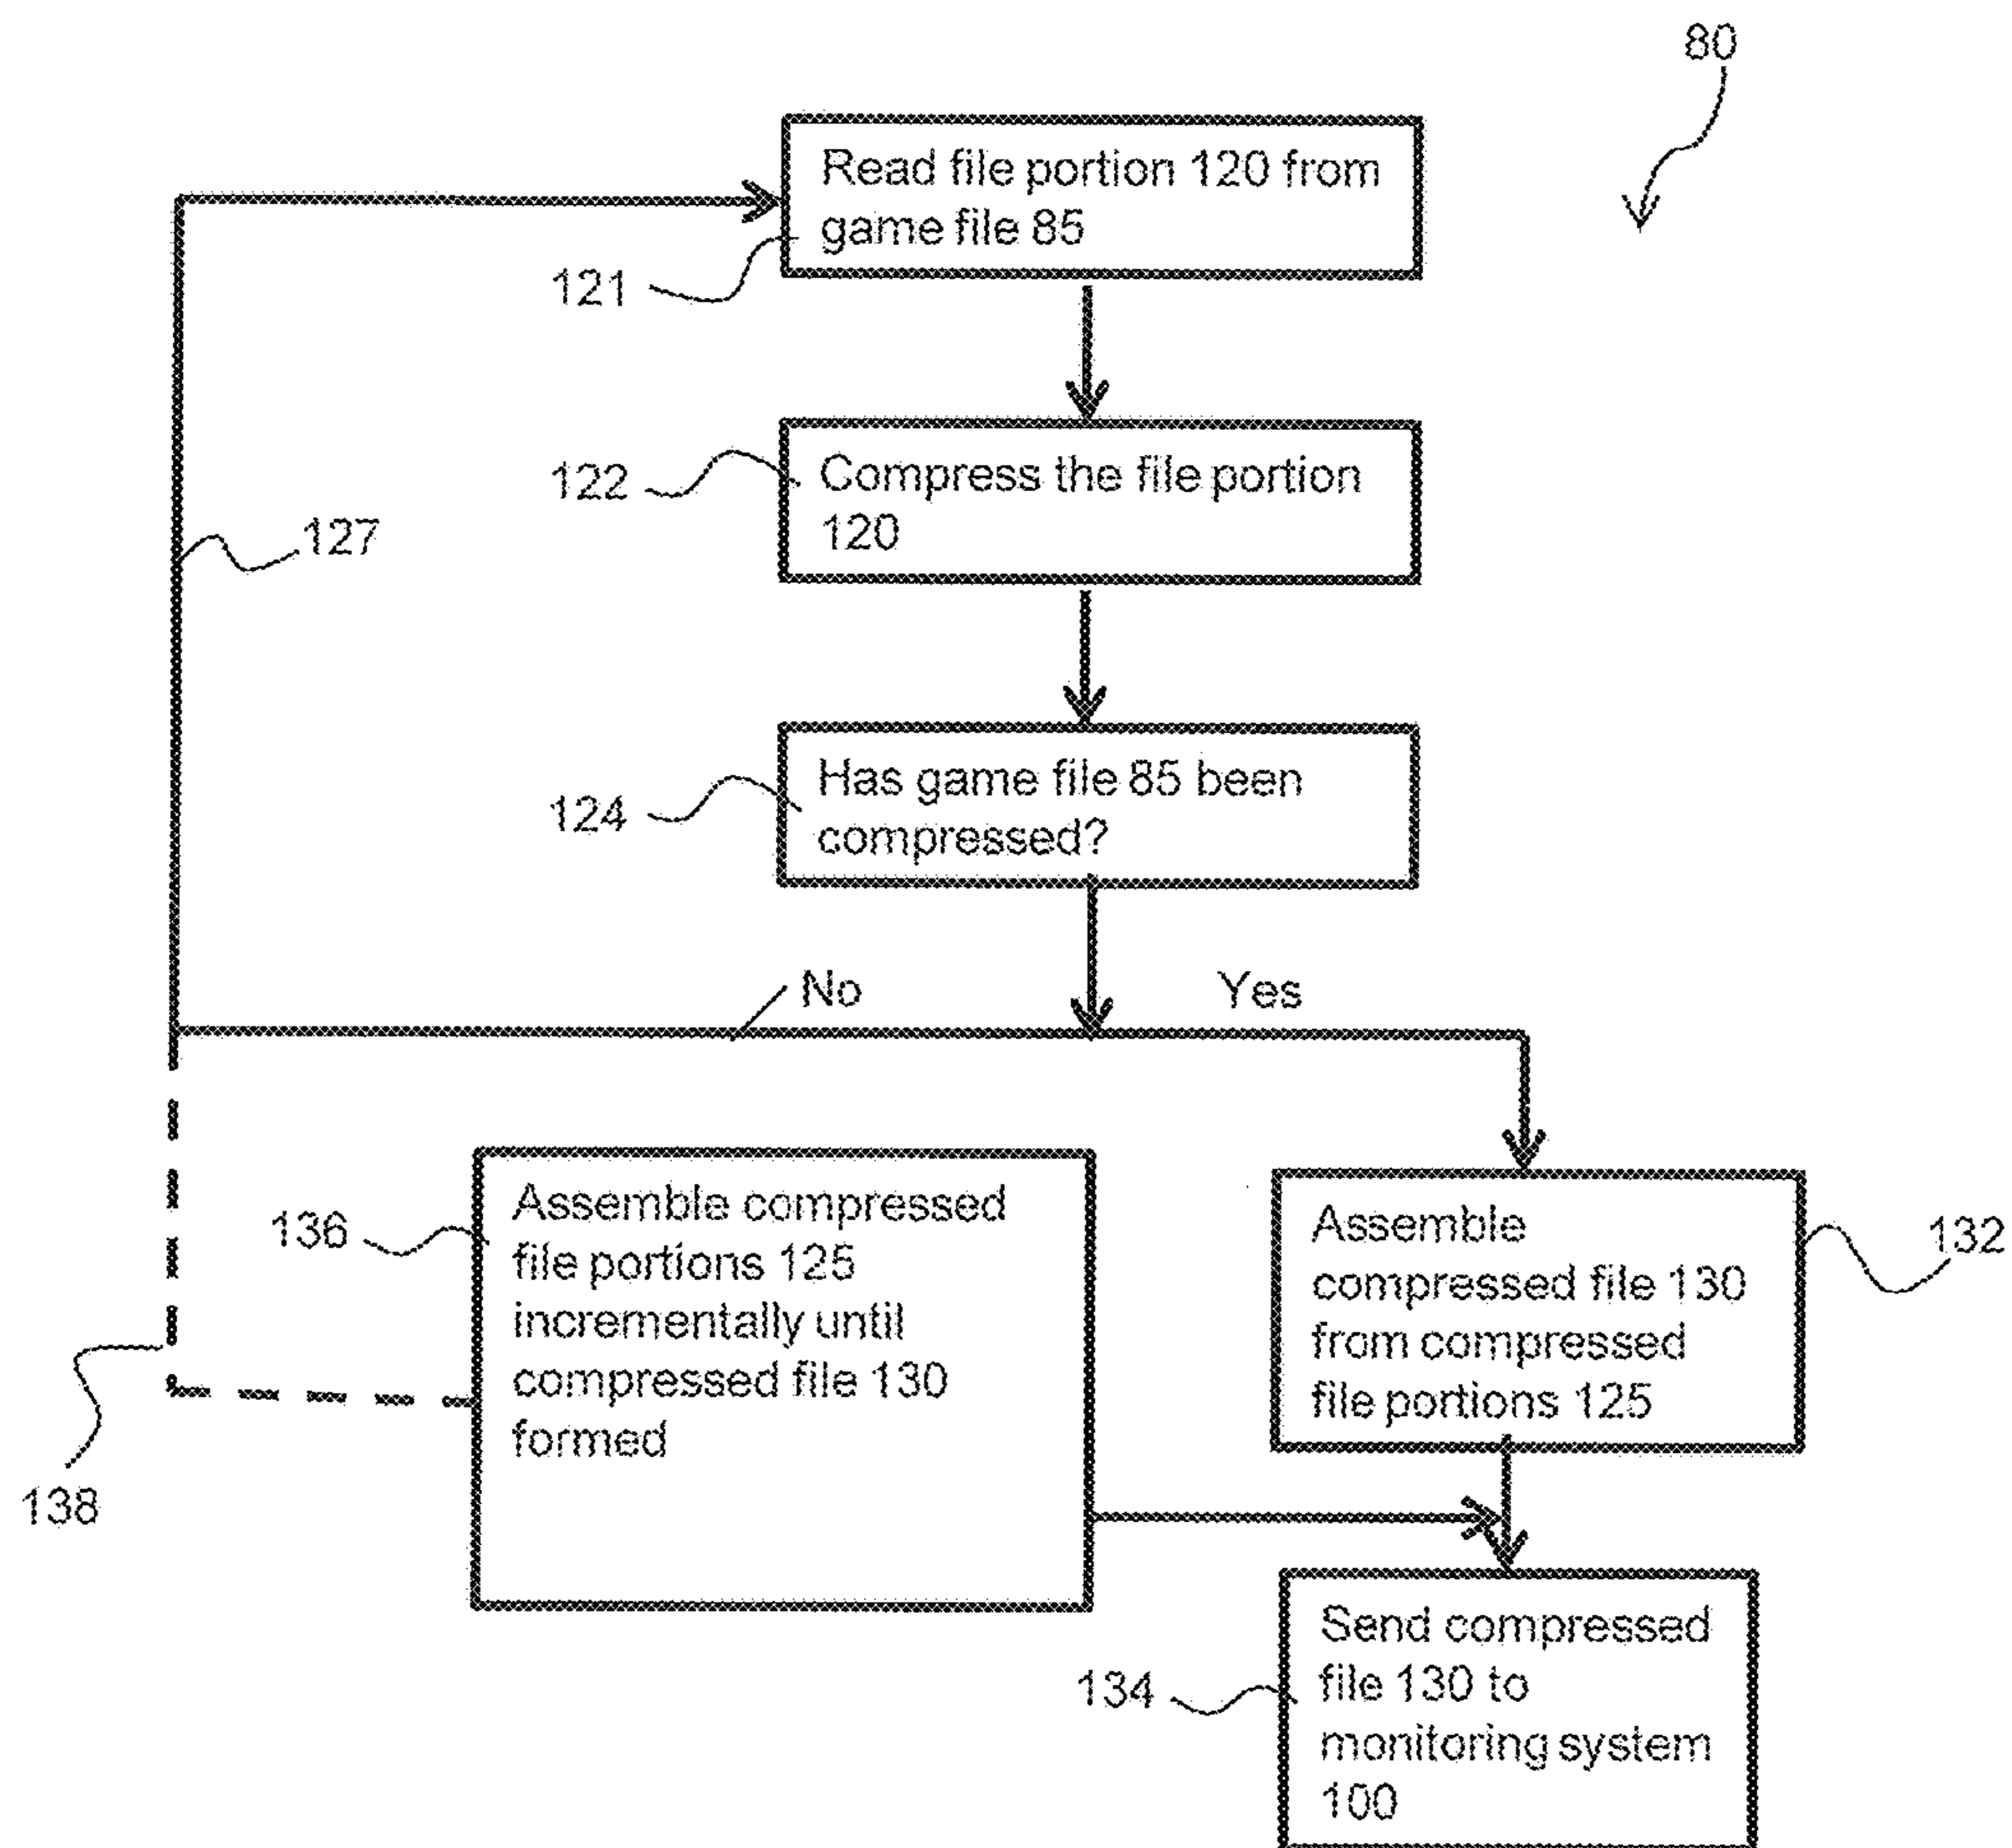 80
Read file portion 120 from
game file 85
121
122
Compress the file portion
120
127
124
Has game file 85 been
compressed?
No
Yes
136
Assemble compressed
file portions 125
incrementally until
compressed file 130
formed
Assemble
compressed file 130
from compressed
file portions 125
132
138
134
Send compressed
file 130 to
monitoring system
100